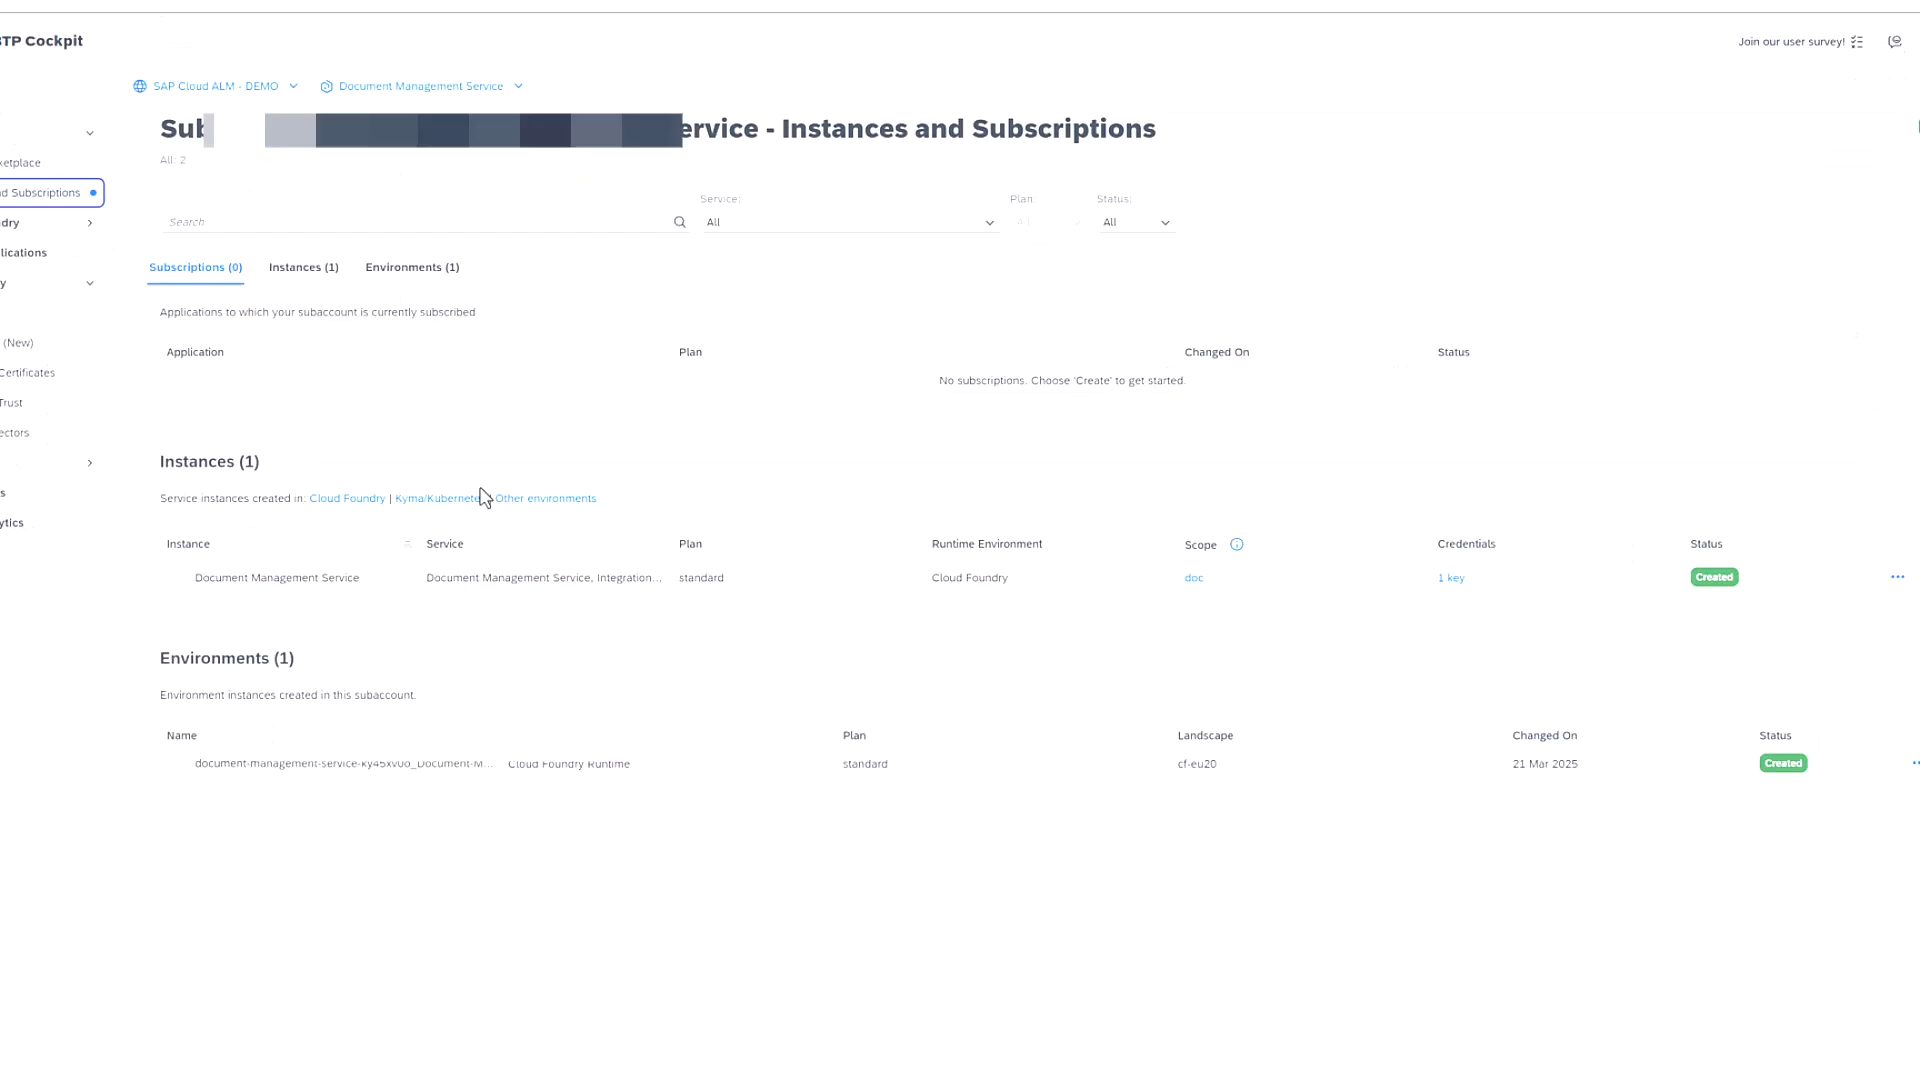 BTP Cockpit
Join our user survey!
SAP Cloud ALM - DEMO
Document Management Service
Sub ervice - Instances and Subscriptions
All: 2
ketplace
d Subscriptions
dry
lications
y
(New)
Certificates
Trust
ectors
s
ytics
Service:
Plan:
Status:
Search
All
All
Subscriptions (0)
Instances (1)
Environments (1)
Applications to which your subaccount is currently subscribed
Application
Plan
Changed On
Status
No subscriptions. Choose 'Create' to get started.
Instances (1)
Service instances created in: Cloud Foundry | Kyma/Kubernete Other environments
Instance
Service
Plan
Runtime Environment
Scope
Credentials
Status
Document Management Service
Document Management Service, Integration...
standard
Cloud Foundry
doc
1 key
Created
Environments (1)
Environment instances created in this subaccount.
Name
Plan
Landscape
Changed On
Status
Cloud Foundry Runtime
standard
cf-eu20
21 Mar 2025
Created